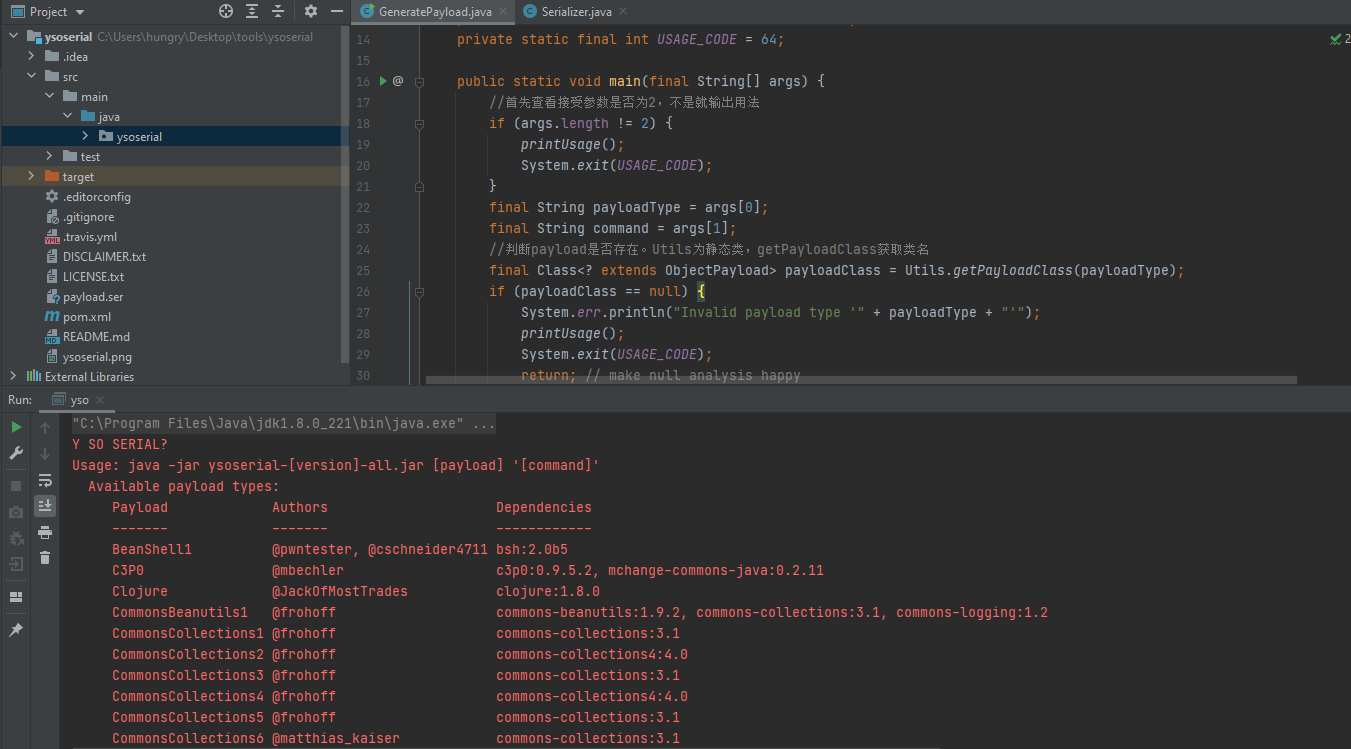 Project
GeneratePayload.java
Serializer.java
ysoserial C:\Users\hungry\Desktop\tools\ysoserial
.idea
src
main
java
ysoserial
test
target
.editorconfig
.gitignore
.travis.yml
DISCLAIMER.txt
LICENSE.txt
payload.ser
pom.xml
README.md
ysoserial.png
External Libraries
14 private static final int USAGE_CODE = 64; 2
15
16 @ public static void main(final String[] args) {
17 //首先查看接受参数是否为2，不是就输出用法
18 if (args.length != 2) {
19 printUsage();
20 System.exit(USAGE_CODE);
21 }
22 final String payloadType = args[0];
23 final String command = args[1];
24 //判断payload是否存在。Utils为静态类，getPayloadClass获取类名
25 final Class<? extends ObjectPayload> payloadClass = Utils.getPayloadClass(payloadType);
26 if (payloadClass == null) {
27 System.err.println("Invalid payload type '" + payloadType + "'");
28 printUsage();
29 System.exit(USAGE_CODE);
30 return; // make null analysis happy
Run: yso
"C:\Program Files\Java\jdk1.8.0_221\bin\java.exe" ...
Y SO SERIAL?
Usage: java -jar ysoserial-[version]-all.jar [payload] '[command]'
Available payload types:
Payload Authors Dependencies
------- ------- ------------
BeanShell1 @pwntester, @cschneider4711 bsh:2.0b5
C3P0 @mbechler c3p0:0.9.5.2, mchange-commons-java:0.2.11
Clojure @JackOfMostTrades clojure:1.8.0
CommonsBeanutils1 @frohoff commons-beanutils:1.9.2, commons-collections:3.1, commons-logging:1.2
CommonsCollections1 @frohoff commons-collections:3.1
CommonsCollections2 @frohoff commons-collections4:4.0
CommonsCollections3 @frohoff commons-collections:3.1
CommonsCollections4 @frohoff commons-collections4:4.0
CommonsCollections5 @frohoff commons-collections:3.1
CommonsCollections6 @matthias_kaiser commons-collections:3.1